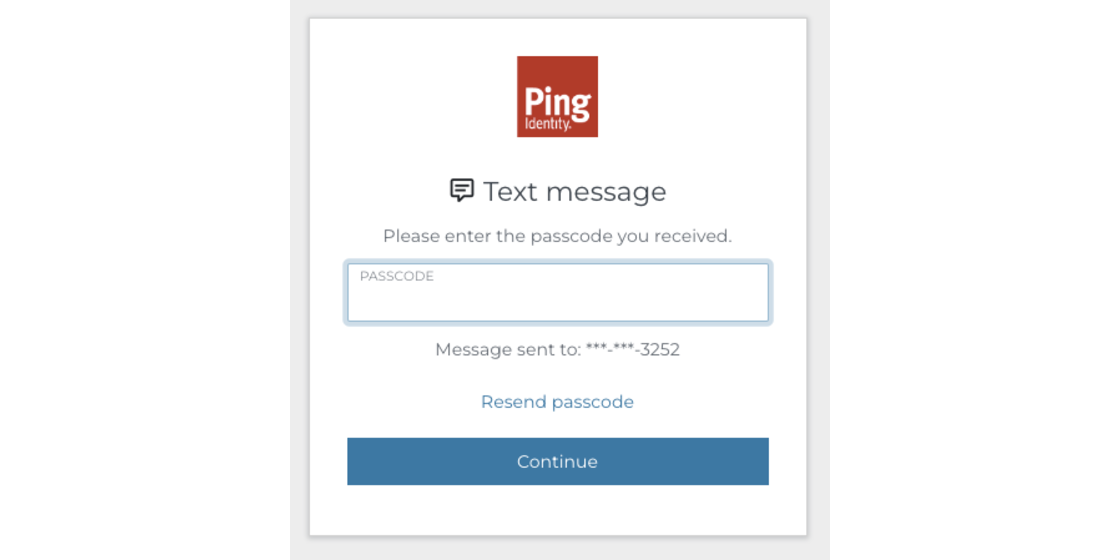 Ping
Identity.
Text message
Please enter the passcode you received.
PASSCODE
Message sent to: ***-***-3252
Resend passcode
Continue